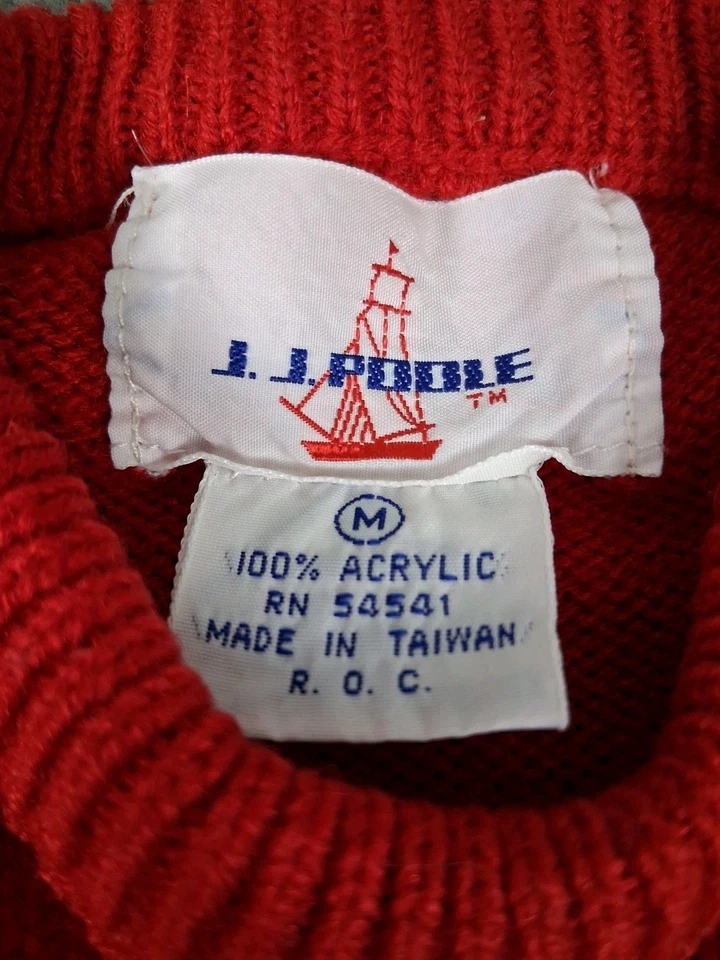 J. J. POOLE
TM
M
100% ACRYLIC
RN 54541
MADE IN TAIWAN
R. O. C.